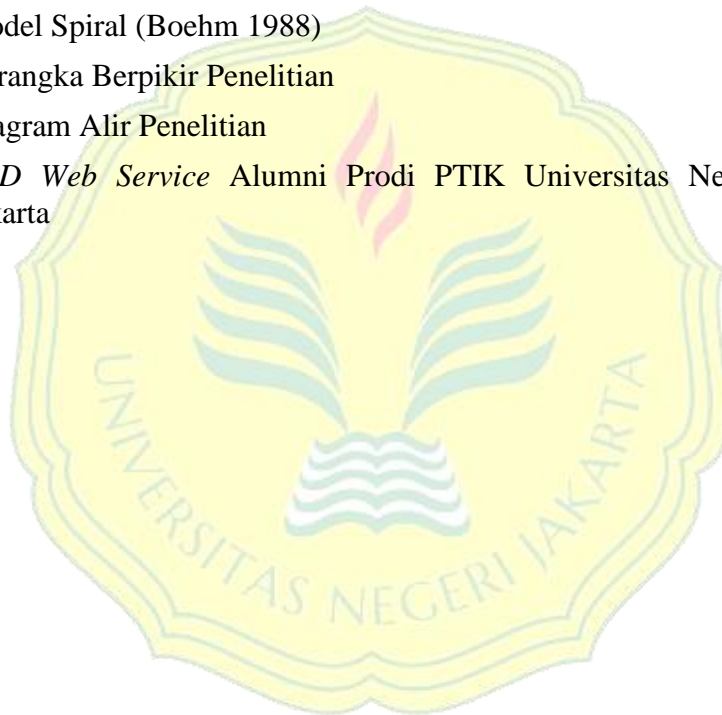 odel Spiral (Boehm 1988)
rangka Berpikir Penelitian
agram Alir Penelitian
D Web Service Alumni Prodi PTIK Universitas Ne
karta
UNIVERSITAS NEGERI JAKARTA